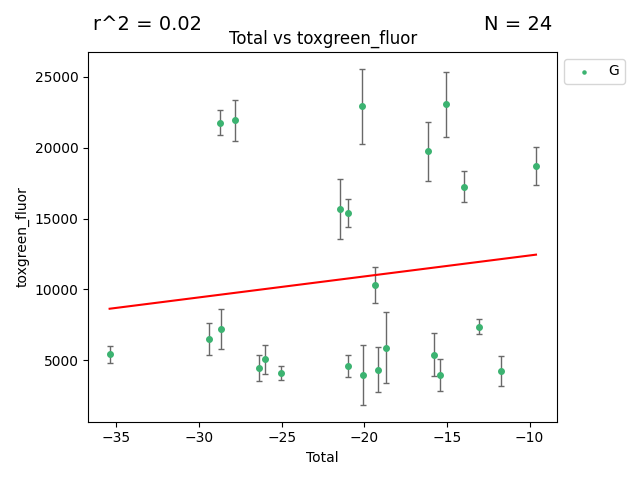 r^2 = 0.02
N = 24
Total vs toxgreen_fluor
G
25000
20000
15000
10000
5000
toxgreen_fluor
−35
−30
−25
−20
−15
−10
Total